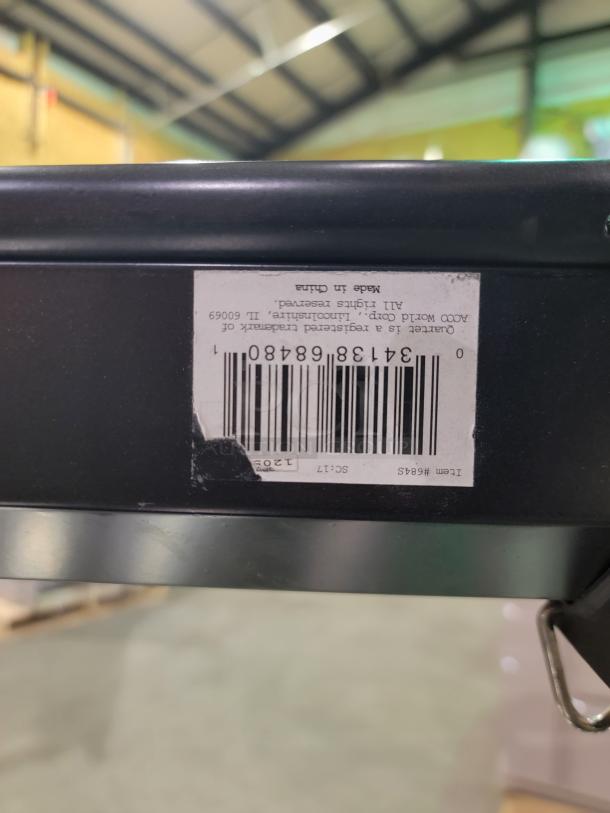 Item #684S SC:17
0 34138 68480 1
Quartet is a registered trademark of
ACCO World Corp., Lincolnshire, IL 60069
All rights reserved.
Made in China